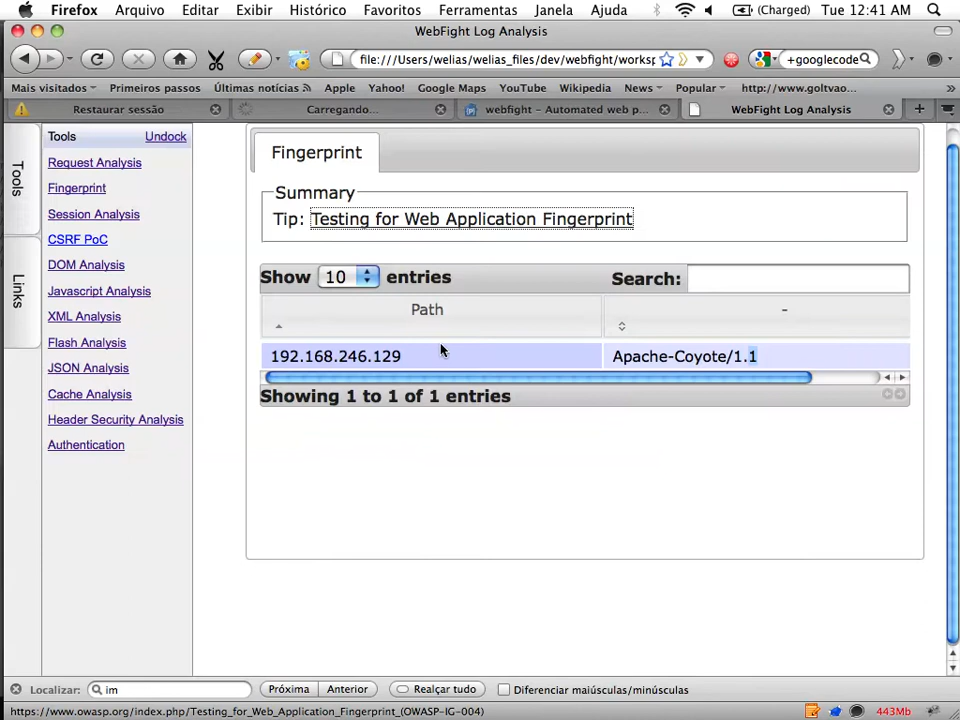 Firefox Arquivo Editar Exibir Histórico Favoritos Ferramentas Janela Ajuda (Charged) Tue 12:41 AM
WebFight Log Analysis
file:///Users/welias/welias_files/dev/webfight/worksp +googlecode
Mais visitados Primeiros passos Últimas notícias Apple Yahoo! Google Maps YouTube Wikipedia News Popular http://www.goltvao...
Restaurar sessão Carregando... webfight - Automated web p... WebFight Log Analysis
Tools Undock
Tools
Links
Request Analysis
Fingerprint
Session Analysis
CSRF PoC
DOM Analysis
Javascript Analysis
XML Analysis
Flash Analysis
JSON Analysis
Cache Analysis
Header Security Analysis
Authentication
Fingerprint
Summary
Tip: Testing for Web Application Fingerprint
Show 10 entries Search:
Path -
192.168.246.129 Apache-Coyote/1.1
Showing 1 to 1 of 1 entries
Localizar: im Próxima Anterior Realçar tudo Diferenciar maiúsculas/minúsculas
https://www.owasp.org/index.php/Testing_for_Web_Application_Fingerprint_(OWASP-IG-004) 443Mb